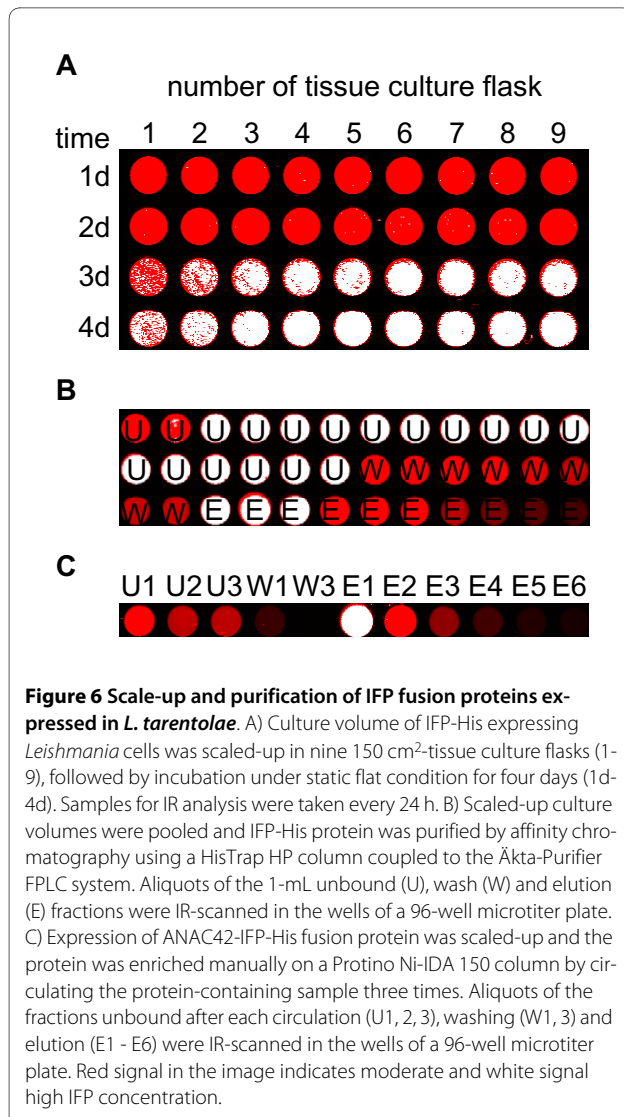 A
number of tissue culture flask
time 1 2 3 4 5 6 7 8 9
1d
2d
3d
4d
B
U U U U U U U U U U U U
U U U U U U W W W W W W
W W E E E E E E E E E E
C
U1 U2 U3 W1 W3 E1 E2 E3 E4 E5 E6
Figure 6 Scale-up and purification of IFP fusion proteins ex-
pressed in L. tarentolae. A) Culture volume of IFP-His expressing
Leishmania cells was scaled-up in nine 150 cm²-tissue culture flasks (1-
9), followed by incubation under static flat condition for four days (1d-
4d). Samples for IR analysis were taken every 24 h. B) Scaled-up culture
volumes were pooled and IFP-His protein was purified by affinity chro-
matography using a HisTrap HP column coupled to the Äkta-Purifier
FPLC system. Aliquots of the 1-mL unbound (U), wash (W) and elution
(E) fractions were IR-scanned in the wells of a 96-well microtiter plate.
C) Expression of ANAC42-IFP-His fusion protein was scaled-up and the
protein was enriched manually on a Protino Ni-IDA 150 column by cir-
culating the protein-containing sample three times. Aliquots of the
fractions unbound after each circulation (U1, 2, 3), washing (W1, 3) and
elution (E1 - E6) were IR-scanned in the wells of a 96-well microtiter
plate. Red signal in the image indicates moderate and white signal
high IFP concentration.